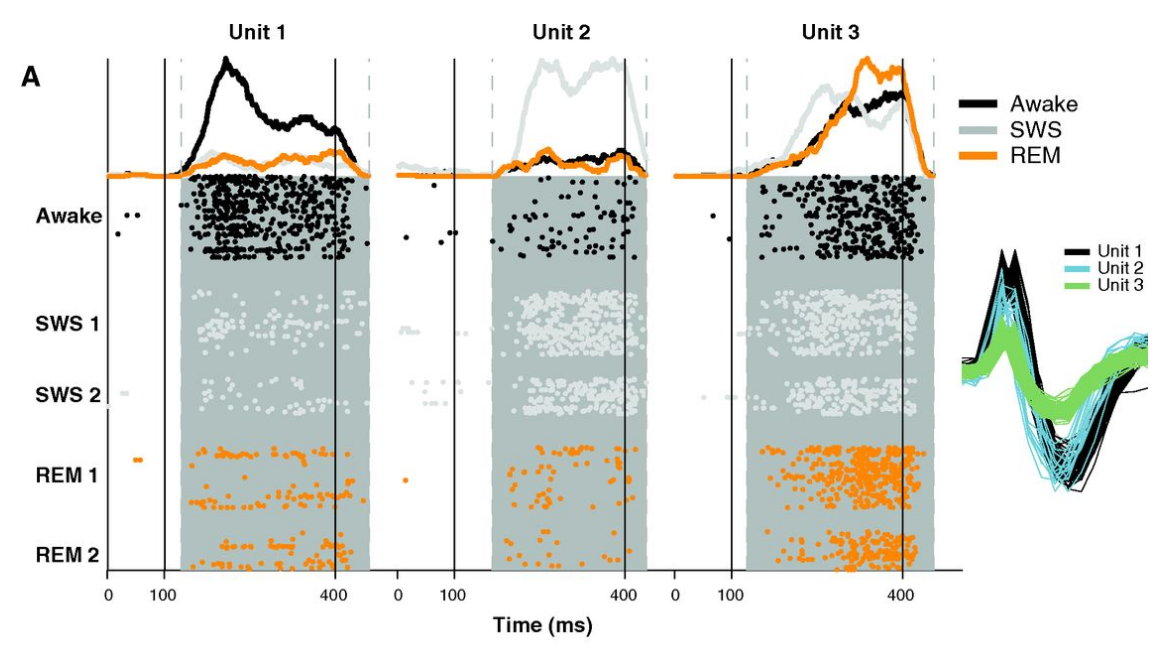 Unit 1 Unit 2 Unit 3
A
Awake
SWS
REM
Awake
SWS 1
SWS 2
REM 1
REM 2
Unit 1
Unit 2
Unit 3
0 100 400 0 100 400 0 100 400
Time (ms)